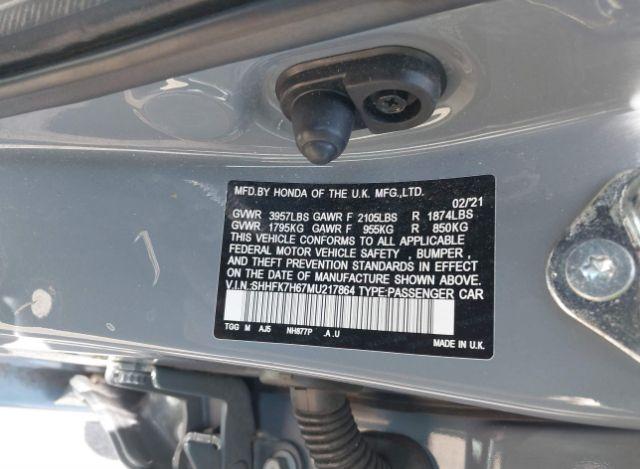 MFD.BY HONDA OF THE U.K. MFG.,LTD.
02/'21
GVWR 3957LBS GAWR F 2105LBS R 1874LBS
GVWR 1795KG GAWR F 955KG R 850KG
THIS VEHICLE CONFORMS TO ALL APPLICABLE
FEDERAL MOTOR VEHICLE SAFETY , BUMPER ,
AND THEFT PREVENTION STANDARDS IN EFFECT
ON THE DATE OF MANUFACTURE SHOWN ABOVE.
V.I.N.:SHHFK7H67MU217864 TYPE:PASSENGER CAR
TGG M AJ5 NH877P .A.U MADE IN U.K.